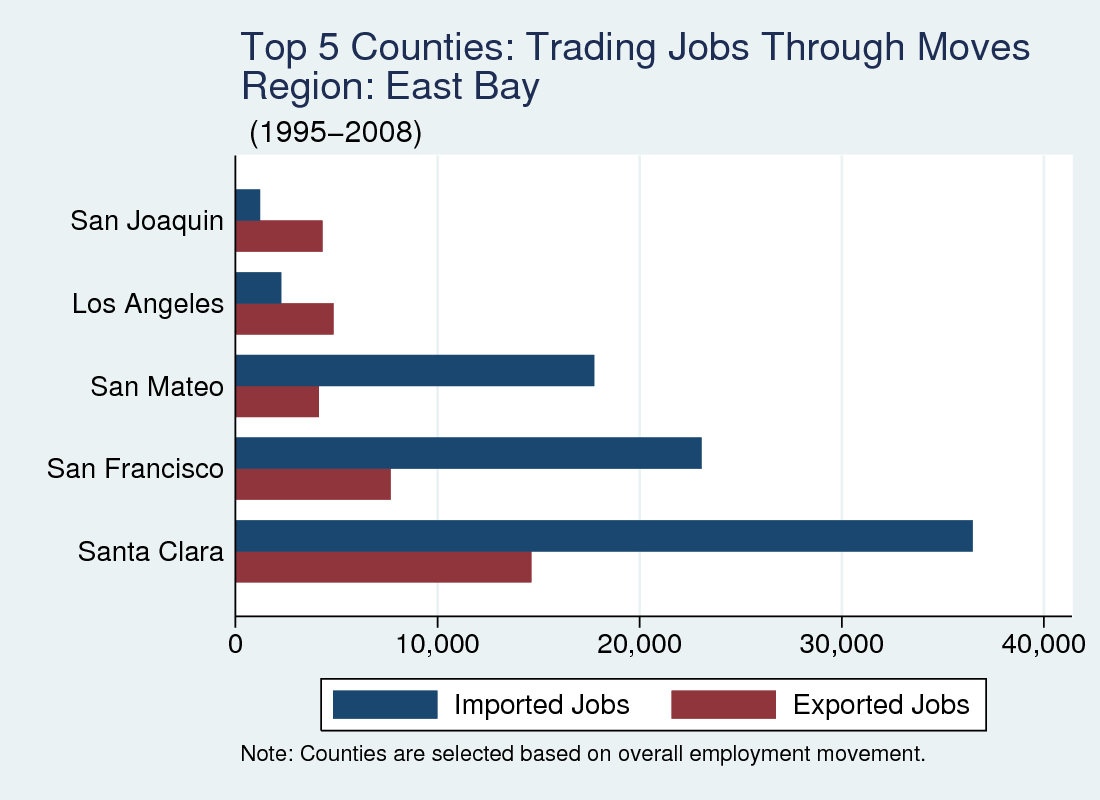 Top 5 Counties: Trading Jobs Through Moves
Region: East Bay
(1995−2008)
San Joaquin
Los Angeles
San Mateo
San Francisco
Santa Clara
0 10,000 20,000 30,000 40,000
Imported Jobs Exported Jobs
Note: Counties are selected based on overall employment movement.